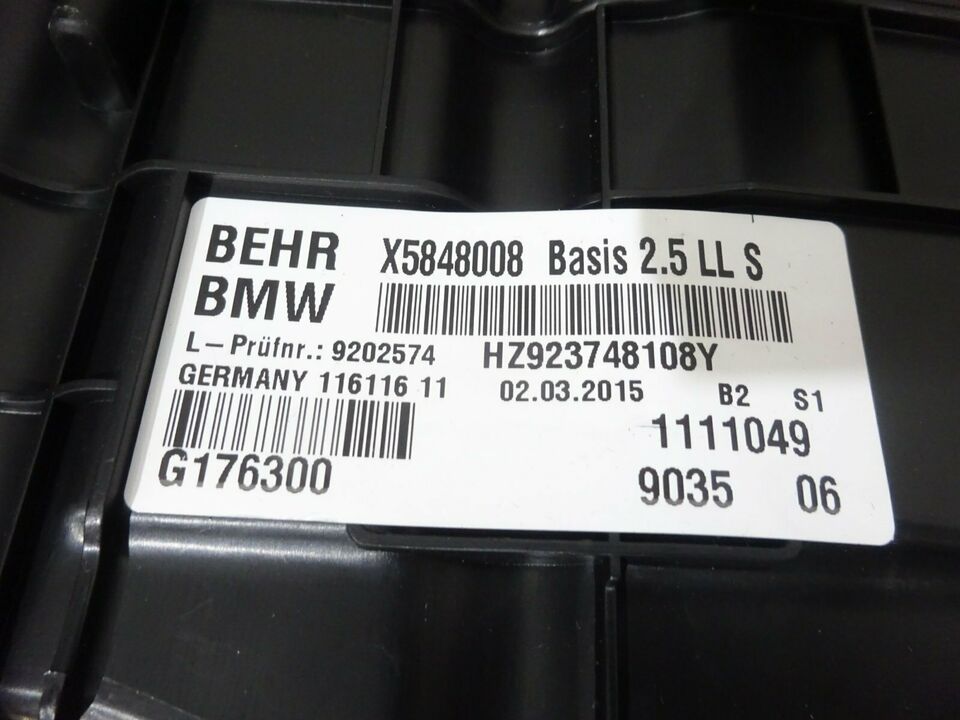 BEHR X5848008 Basis 2.5 LL S
BMW
L-Prüfnr.: 9202574 HZ923748108Y
GERMANY 116116 11 02.03.2015 B2 S1
1111049
G176300 9035 06